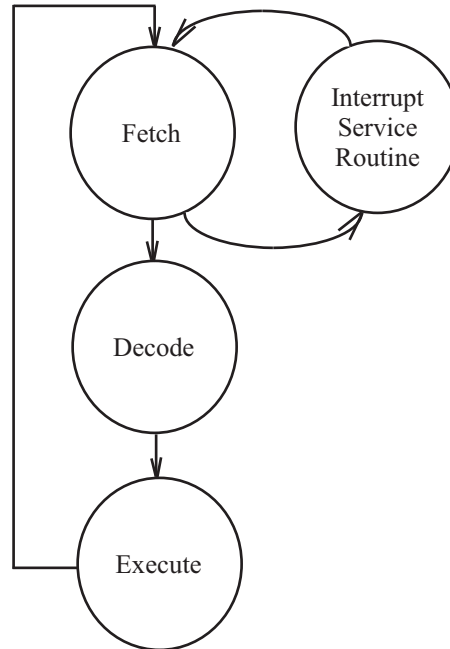 Fetch
Interrupt
Service
Routine
Decode
Execute